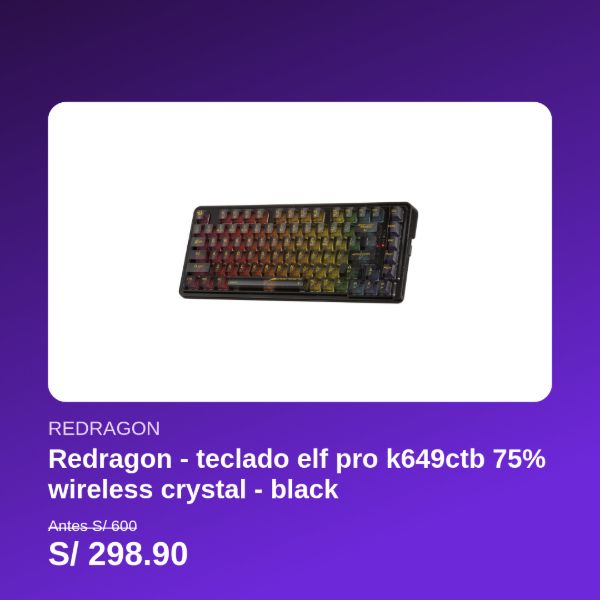 REDRAGON
Redragon - teclado elf pro k649ctb 75%
wireless crystal - black
Antes S/ 600
S/ 298.90